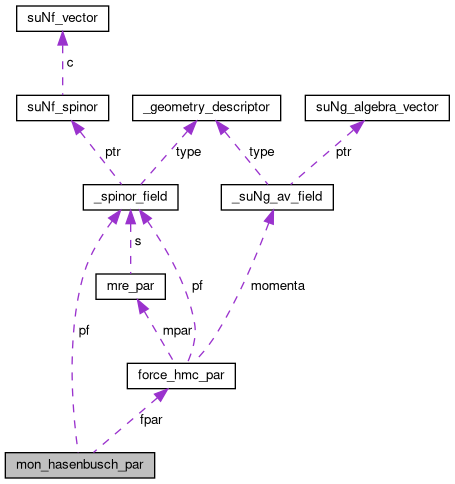 suNf_vector
c
suNf_spinor
_geometry_descriptor
suNg_algebra_vector
ptr
type
type
ptr
_spinor_field
_suNg_av_field
s
mre_par
pf
momenta
pf
mpar
force_hmc_par
fpar
mon_hasenbusch_par